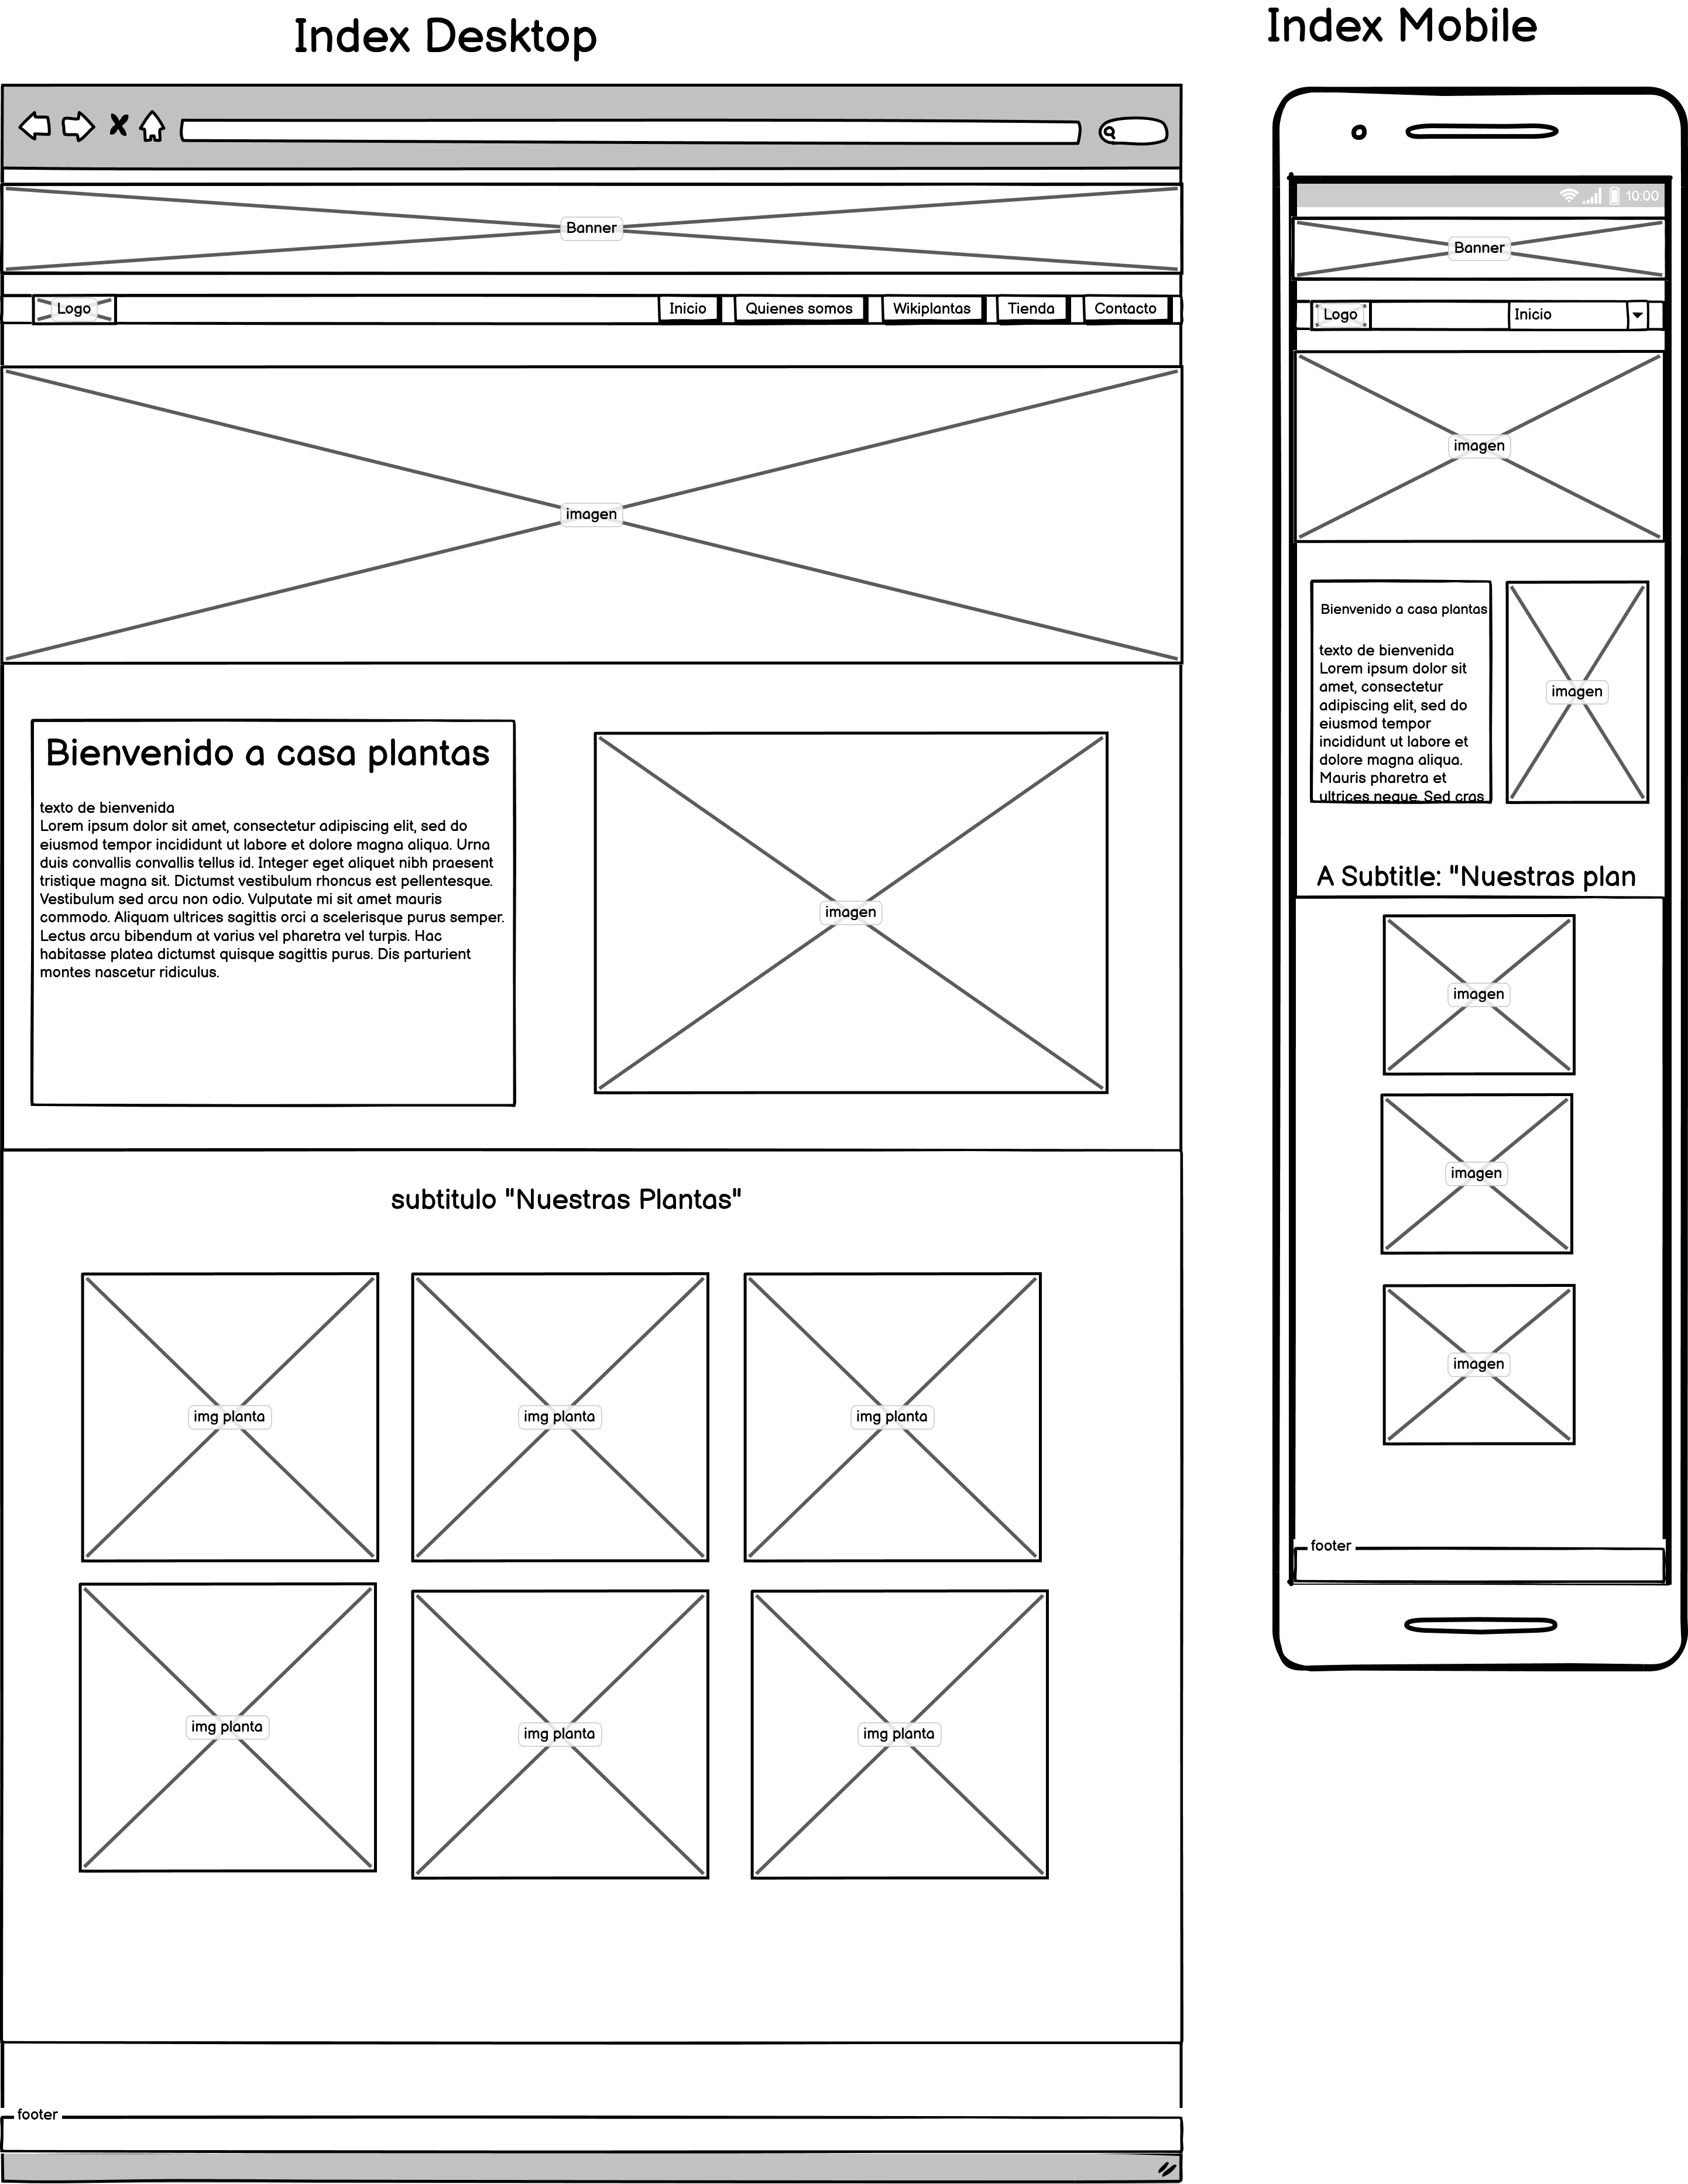 Index Desktop
Banner
Logo
Inicio
Quienes somos
Wikiplantas
Tienda
Contacto
imagen
Bienvenido a casa plantas
texto de bienvenida
Lorem ipsum dolor sit amet, consectetur adipiscing elit, sed do
eiusmod tempor incididunt ut labore et dolore magna aliqua. Urna
duis convallis convallis tellus id. Integer eget aliquet nibh praesent
tristique magna sit. Dictumst vestibulum rhoncus est pellentesque.
Vestibulum sed arcu non odio. Vulputate mi sit amet mauris
commodo. Aliquam ultrices sagittis orci a scelerisque purus semper.
Lectus arcu bibendum at varius vel pharetra vel turpis. Hac
habitasse platea dictumst quisque sagittis purus. Dis parturient
montes nascetur ridiculus.
imagen
subtitulo "Nuestras Plantas"
img planta
img planta
img planta
img planta
img planta
img planta
footer
Index Mobile
10:00
Banner
Logo
Inicio
imagen
Bienvenido a casa plantas
texto de bienvenida
Lorem ipsum dolor sit
amet, consectetur
adipiscing elit, sed do
eiusmod tempor
incididunt ut labore et
dolore magna aliqua.
Mauris pharetra et
ultrices neque. Sed cras
imagen
A Subtitle: "Nuestras plan
imagen
imagen
imagen
footer